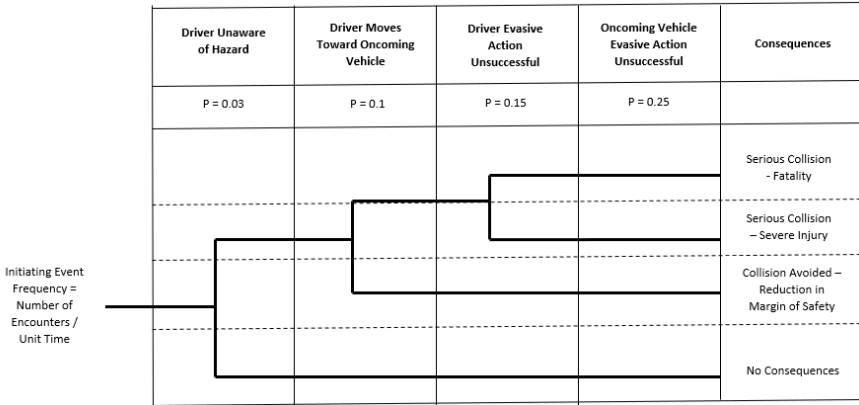 Driver Unaware
of Hazard
Driver Moves
Toward Oncoming
Vehicle
Driver Evasive
Action
Unsuccessful
Oncoming Vehicle
Evasive Action
Unsuccessful
Consequences
P = 0.03
P = 0.1
P = 0.15
P = 0.25
Serious Collision
- Fatality
Serious Collision
– Severe Injury
Collision Avoided –
Reduction in
Margin of Safety
No Consequences
Initiating Event
Frequency =
Number of
Encounters /
Unit Time